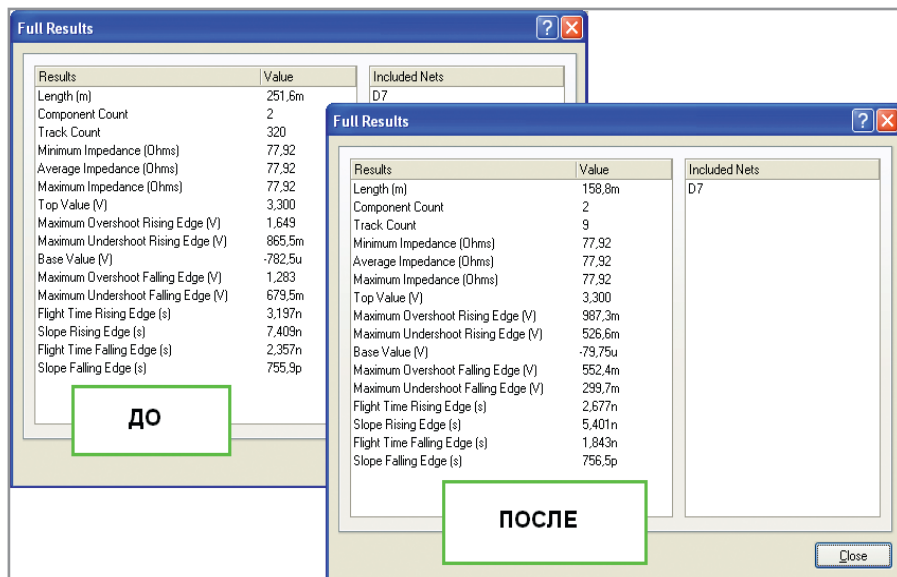 Full Results
Results Value Included Nets
Length (m) 251,6m D7
Component Count 2
Track Count 320
Minimum Impedance (Ohms) 77,92
Average Impedance (Ohms) 77,92
Maximum Impedance (Ohms) 77,92
Top Value (V) 3,300
Maximum Overshoot Rising Edge (V) 1,649
Maximum Undershoot Rising Edge (V) 865,5m
Base Value (V) -782,5u
Maximum Overshoot Falling Edge (V) 1,283
Maximum Undershoot Falling Edge (V) 679,5m
Flight Time Rising Edge (s) 3,197n
Slope Rising Edge (s) 7,409n
Flight Time Falling Edge (s) 2,357n
Slope Falling Edge (s) 755,9p
ДО
Full Results
Results Value Included Nets
Length (m) 158,8m D7
Component Count 2
Track Count 9
Minimum Impedance (Ohms) 77,92
Average Impedance (Ohms) 77,92
Maximum Impedance (Ohms) 77,92
Top Value (V) 3,300
Maximum Overshoot Rising Edge (V) 987,3m
Maximum Undershoot Rising Edge (V) 526,6m
Base Value (V) -79,75u
Maximum Overshoot Falling Edge (V) 552,4m
Maximum Undershoot Falling Edge (V) 299,7m
Flight Time Rising Edge (s) 2,677n
Slope Rising Edge (s) 5,401n
Flight Time Falling Edge (s) 1,843n
Slope Falling Edge (s) 756,5p
ПОСЛЕ
Close